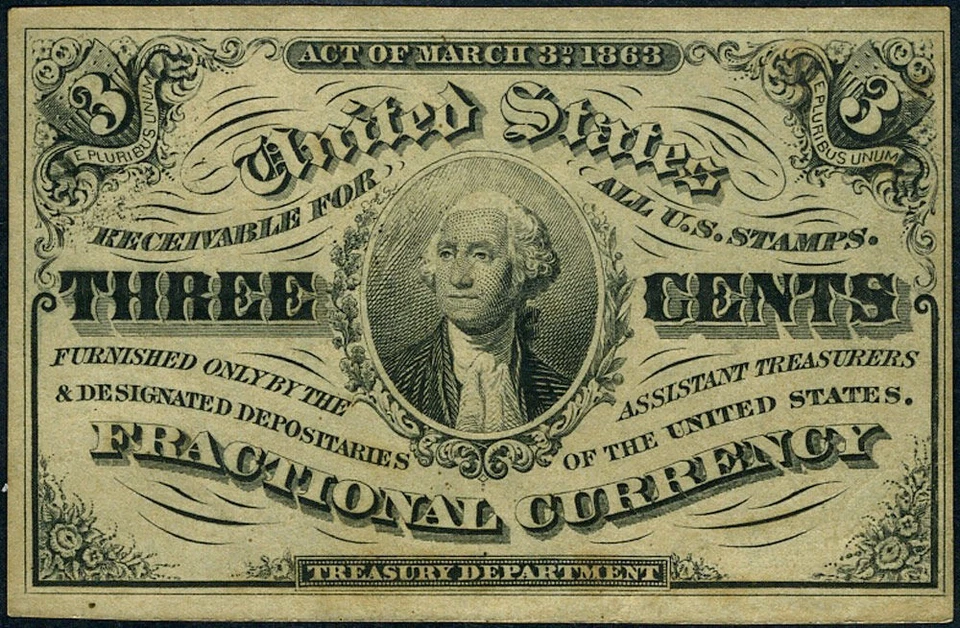 ACT OF MARCH 3D. 1863
3 3
E PLURIBUS UNUM E PLURIBUS UNUM
United States
RECEIVABLE FOR ALL U.S. STAMPS.
THREE CENTS
FURNISHED ONLY BY THE ASSISTANT TREASURERS
& DESIGNATED DEPOSITARIES OF THE UNITED STATES.
FRACTIONAL CURRENCY
TREASURY DEPARTMENT